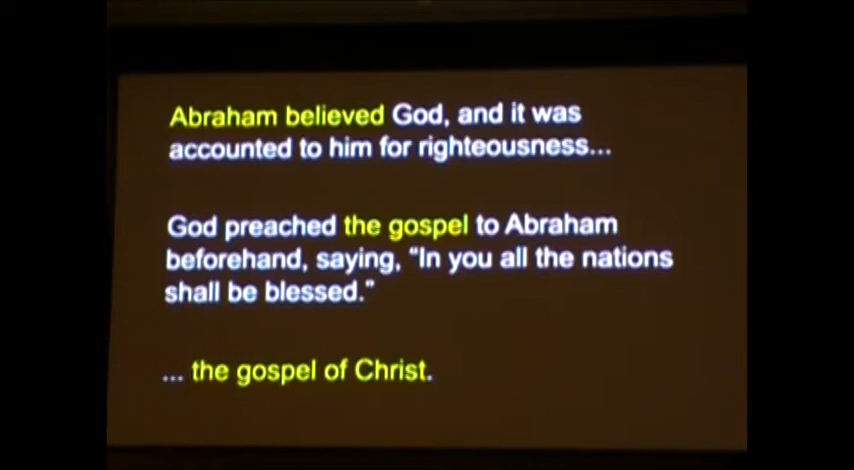 Abraham believed God, and it was
accounted to him for righteousness...
God preached the gospel to Abraham
beforehand, saying, “In you all the nations
shall be blessed.”
... the gospel of Christ.